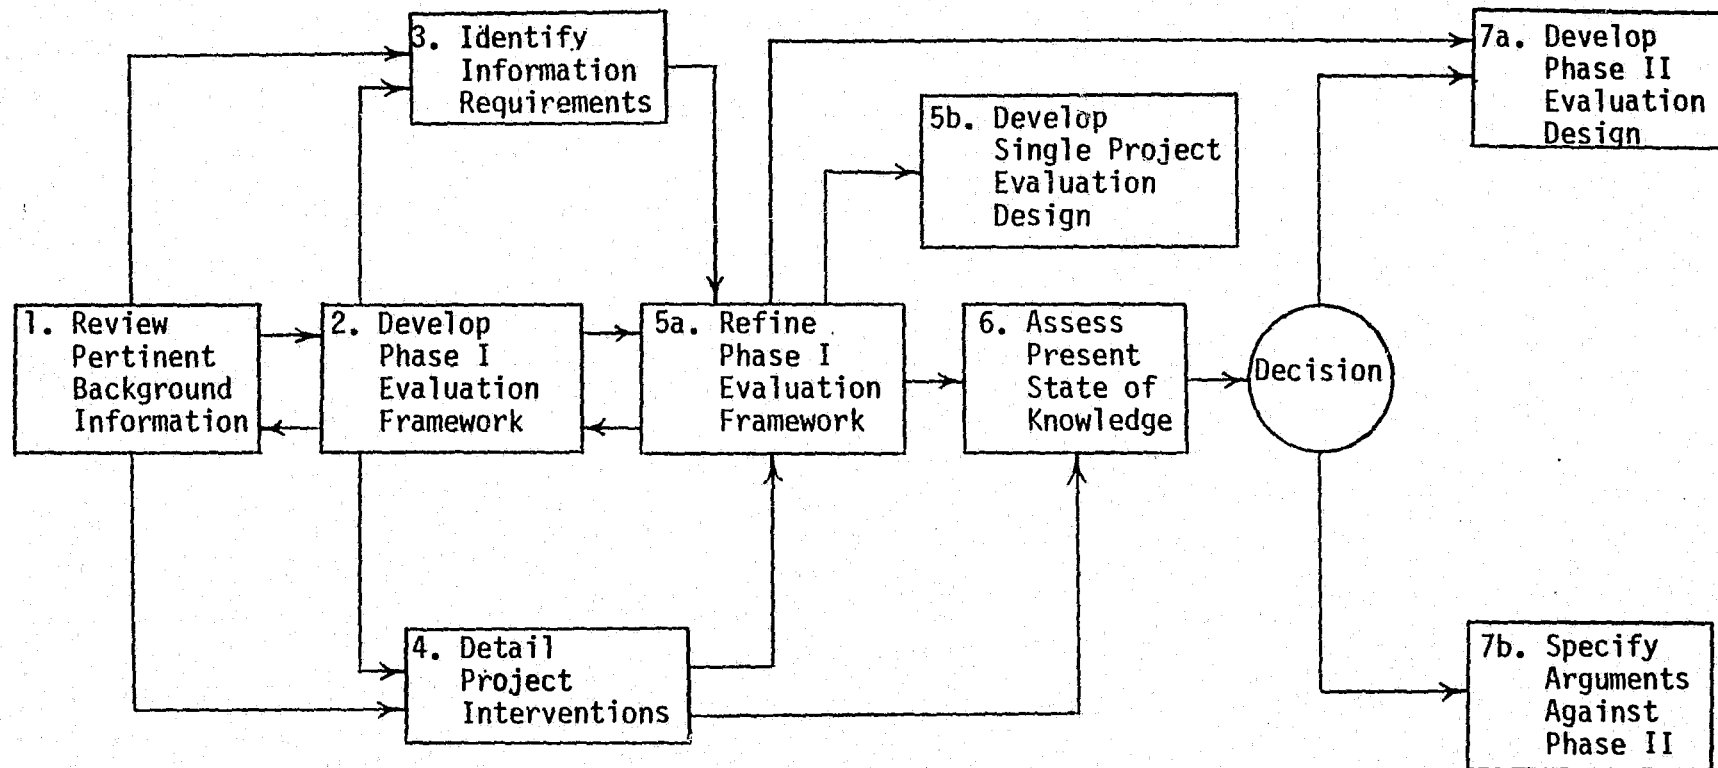 3. Identify
Information
Requirements
7a. Develop
Phase II
Evaluation
Design
5b. Develop
Single Project
Evaluation
Design
1. Review
Pertinent
Background
Information
2. Develop
Phase I
Evaluation
Framework
5a. Refine
Phase I
Evaluation
Framework
6. Assess
Present
State of
Knowledge
Decision
4. Detail
Project
Interventions
7b. Specify
Arguments
Against
Phase II